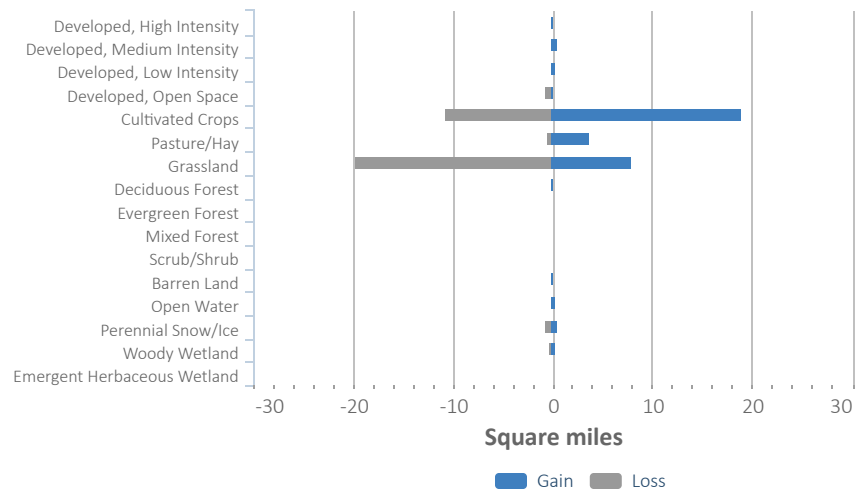 Developed, High Intensity
Developed, Medium Intensity
Developed, Low Intensity
Developed, Open Space
Cultivated Crops
Pasture/Hay
Grassland
Deciduous Forest
Evergreen Forest
Mixed Forest
Scrub/Shrub
Barren Land
Open Water
Perennial Snow/Ice
Woody Wetland
Emergent Herbaceous Wetland
-30 -20 -10 0 10 20 30
Square miles
Gain Loss